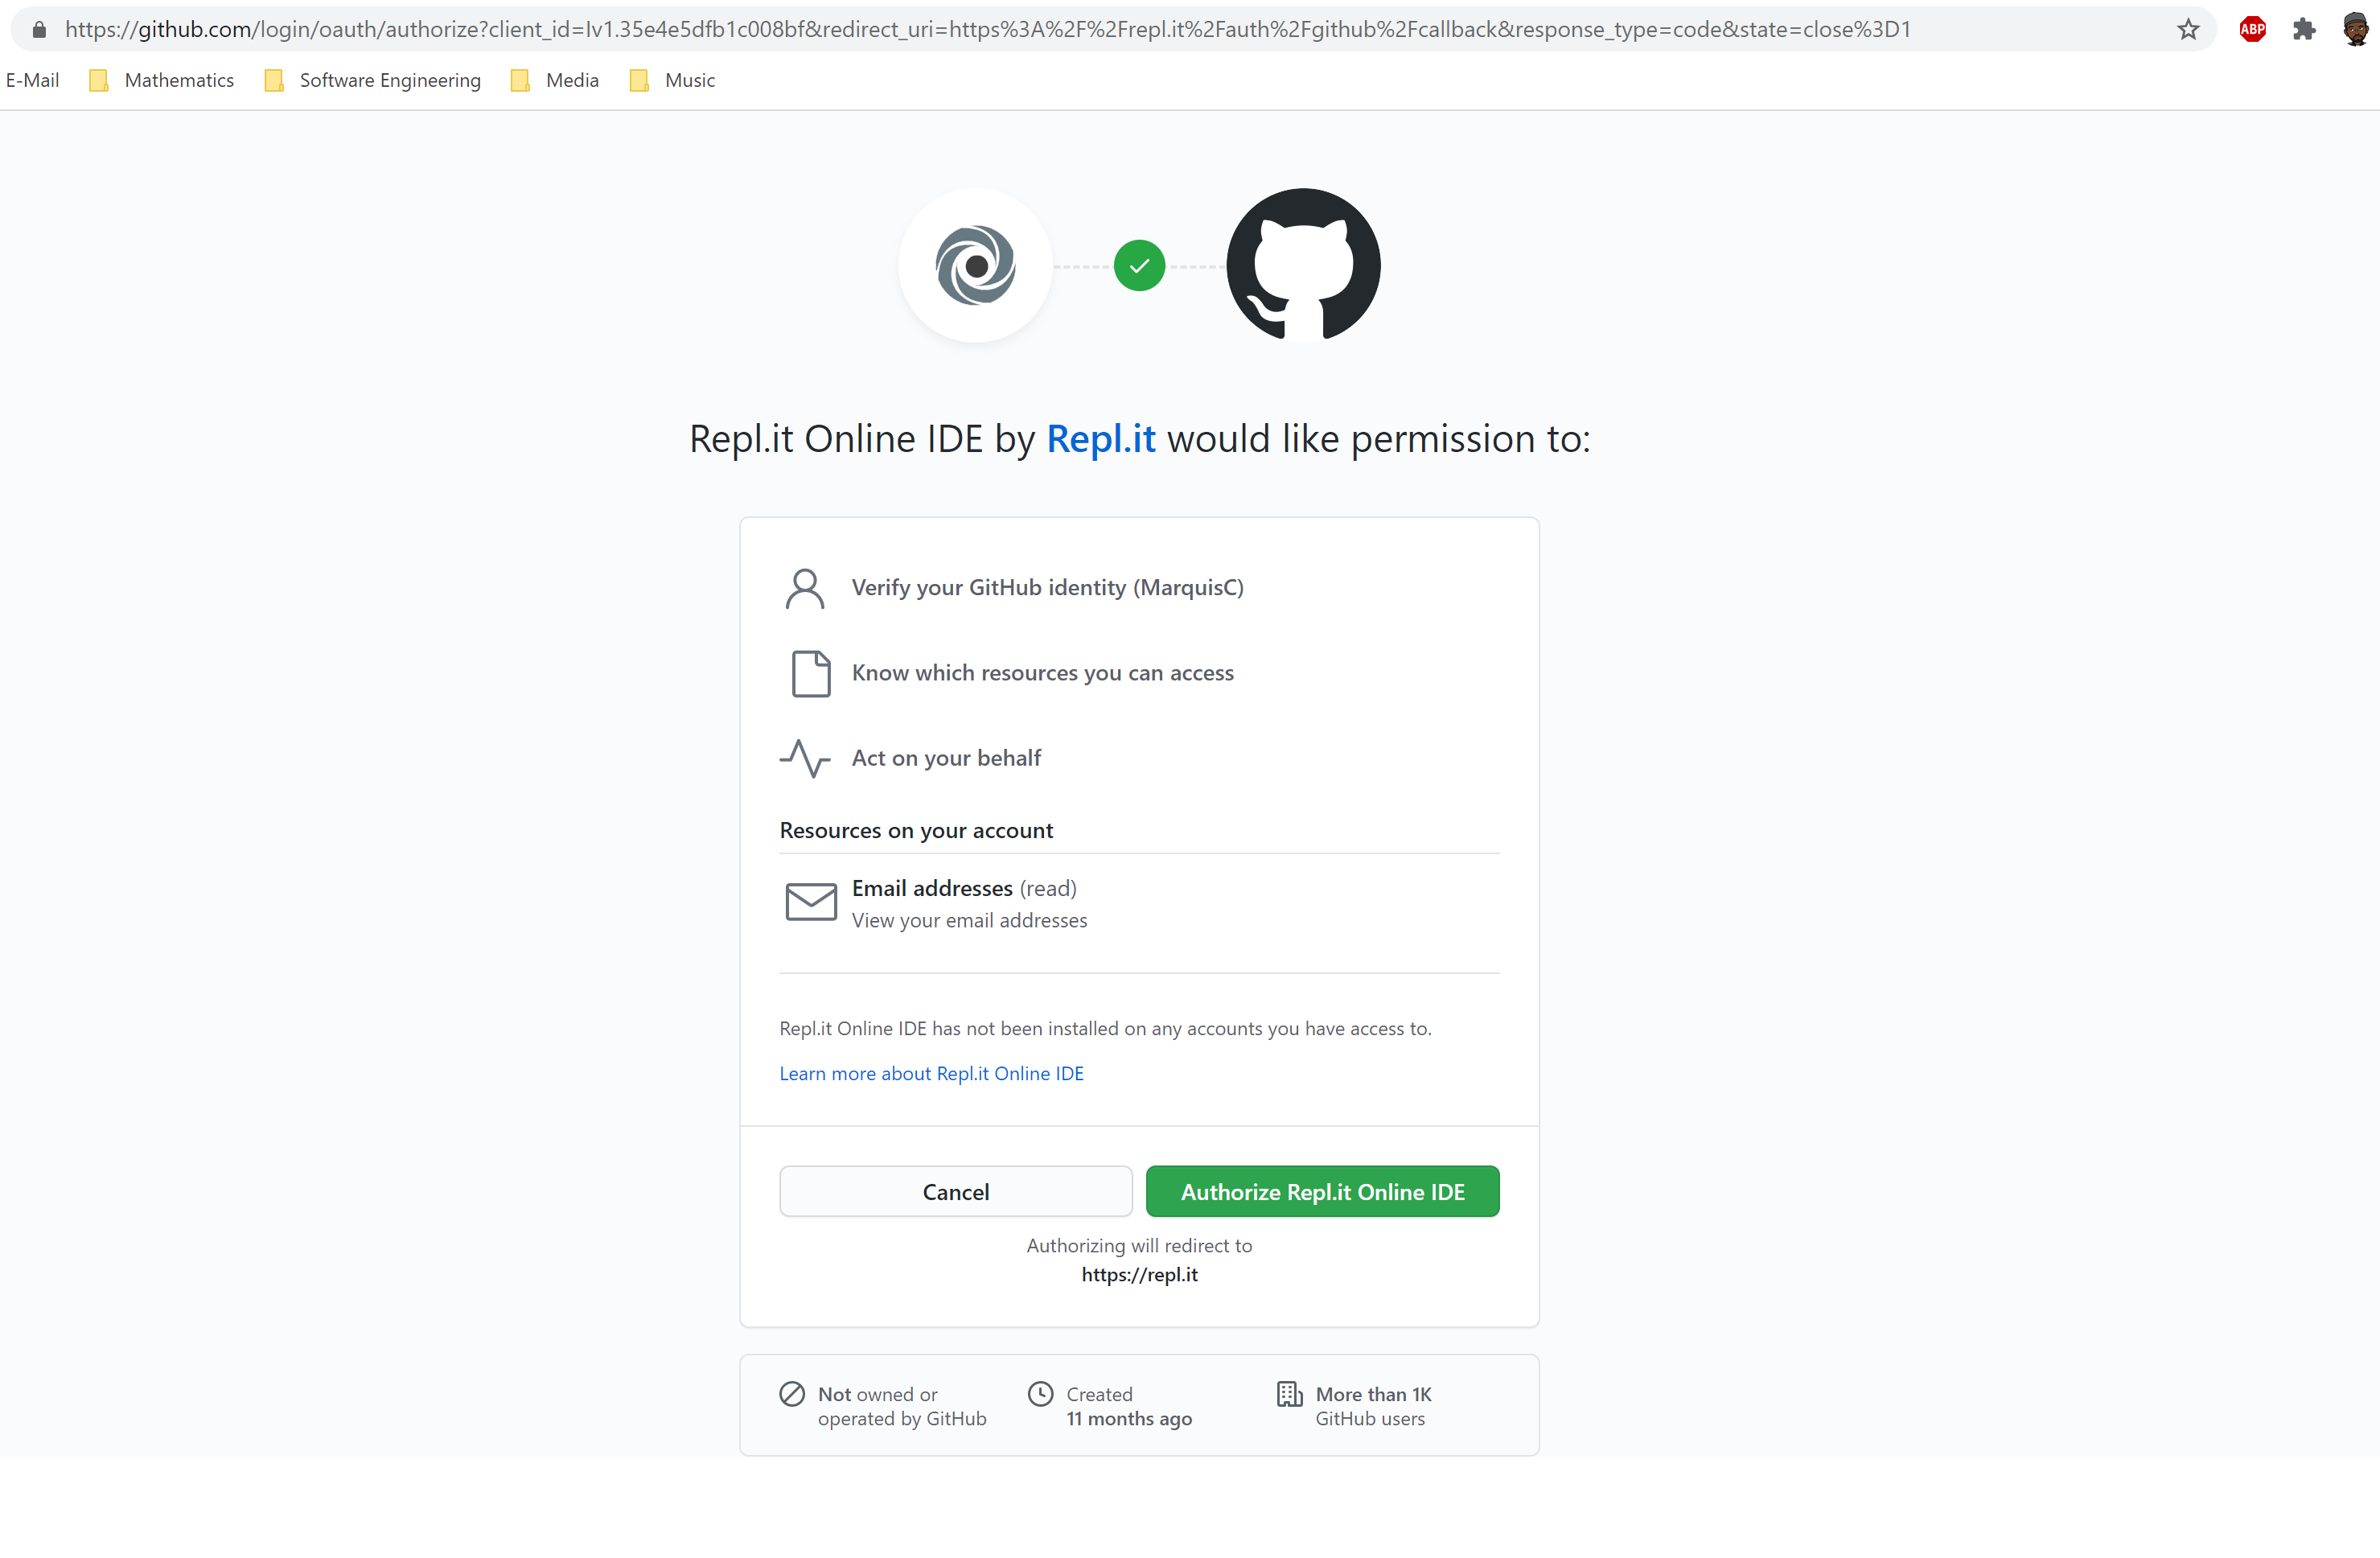 https://github.com/login/oauth/authorize?client_id=Iv1.35e4e5dfb1c008bf&redirect_uri=https%3A%2F%2Frepl.it%2Fauth%2Fgithub%2Fcallback&response_type=code&state=close%3D1
ABP
E-Mail Mathematics Software Engineering Media Music
Repl.it Online IDE by Repl.it would like permission to:
Verify your GitHub identity (MarquisC)
Know which resources you can access
Act on your behalf
Resources on your account
Email addresses (read)
View your email addresses
Repl.it Online IDE has not been installed on any accounts you have access to.
Learn more about Repl.it Online IDE
Cancel Authorize Repl.it Online IDE
Authorizing will redirect to
https://repl.it
Not owned or
operated by GitHub
Created
11 months ago
More than 1K
GitHub users